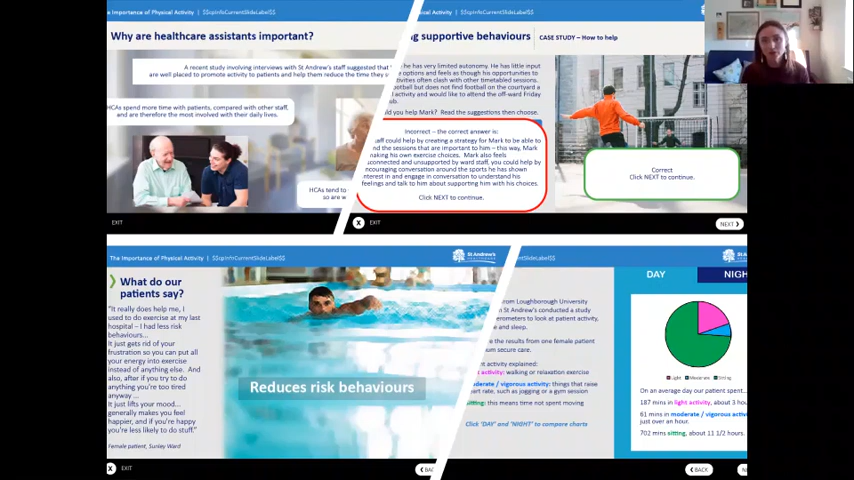 e Importance of Physical Activity | $$cpInfoCurrentSlideLabel$$
Why are healthcare assistants important?
A recent study involving interviews with St Andrew's staff suggested that
are well placed to promote activity to patients and help them reduce the time they
HCAs spend more time with patients, compared with other staff,
and are therefore the most involved with their daily lives.
HCAs tend to
so are
EXIT
Activity | $$cpInfoCurrentSlideLabel$$
supportive behaviours
CASE STUDY – How to help
he has very limited autonomy. He has little input
options and feels as though his opportunities to
activities often clash with other timetabled sessions.
football but does not find football on the courtyard a
activity and would like to attend the off-ward Friday
help Mark? Read the suggestions then choose.
Incorrect – the correct answer is:
could help by creating a strategy for Mark to be able to
the sessions that are important to him – this way, Mark
making his own exercise choices. Mark also feels
disconnected and unsupported by ward staff, you could help by
encouraging conversation around the sports he has shown
interest in and engage in conversation to understand his
feelings and talk to him about supporting him with his choices.
Click NEXT to continue.
Correct
Click NEXT to continue.
X EXIT
NEXT
The Importance of Physical Activity | $$cpInfoCurrentSlideLabel$$
St Andrew's
HEALTHCARE
What do our
patients say?
"It really does help me, I
used to do exercise at my last
hospital – I had less risk
behaviours...
It just gets rid of your
frustration so you can put all
your energy into exercise
instead of anything else. And
also, after if you try to do
anything you're too tired
anyway ...
It just lifts your mood...
generally makes you feel
happier, and if you're happy
you're less likely to do stuff."
Female patient, Sunley Ward
Reduces risk behaviours
X EXIT
BAC
InfoCurrentSlideLabel$$
St A
from Loughborough University
St Andrew's conducted a study
accelerometers to look at patient activity,
and sleep.
the results from one female patient
medium secure care.
activity explained:
activity: walking or relaxation exercise
moderate / vigorous activity: things that raise
heart rate, such as jogging or a gym session
sitting: this means time not spent moving
Click 'DAY' and 'NIGHT' to compare charts
DAY
NIGH
Light Moderate Sitting
On an average day our patient spent...
187 mins in light activity, about 3 hou
61 mins in moderate / vigorous activ
just over an hour.
702 mins sitting, about 11 1/2 hours.
BACK